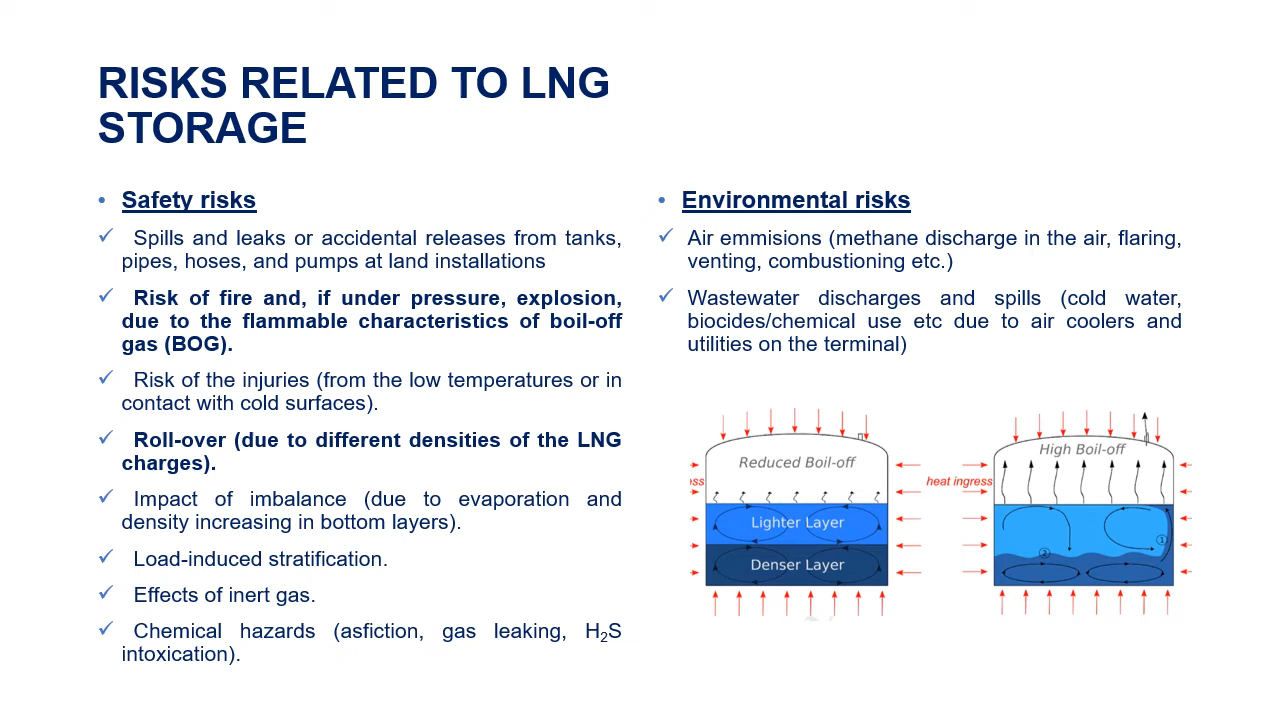 RISKS RELATED TO LNG
STORAGE
• Safety risks
✓ Spills and leaks or accidental releases from tanks,
pipes, hoses, and pumps at land installations
✓ Risk of fire and, if under pressure, explosion,
due to the flammable characteristics of boil-off
gas (BOG).
✓ Risk of the injuries (from the low temperatures or in
contact with cold surfaces).
✓ Roll-over (due to different densities of the LNG
charges).
✓ Impact of imbalance (due to evaporation and
density increasing in bottom layers).
✓ Load-induced stratification.
✓ Effects of inert gas.
✓ Chemical hazards (asfiction, gas leaking, H₂S
intoxication).
• Environmental risks
✓ Air emmisions (methane discharge in the air, flaring,
venting, combustioning etc.)
✓ Wastewater discharges and spills (cold water,
biocides/chemical use etc due to air coolers and
utilities on the terminal)
Reduced Boil-off
ess
Lighter Layer
Denser Layer
heat ingress
High Boil-off
①
②